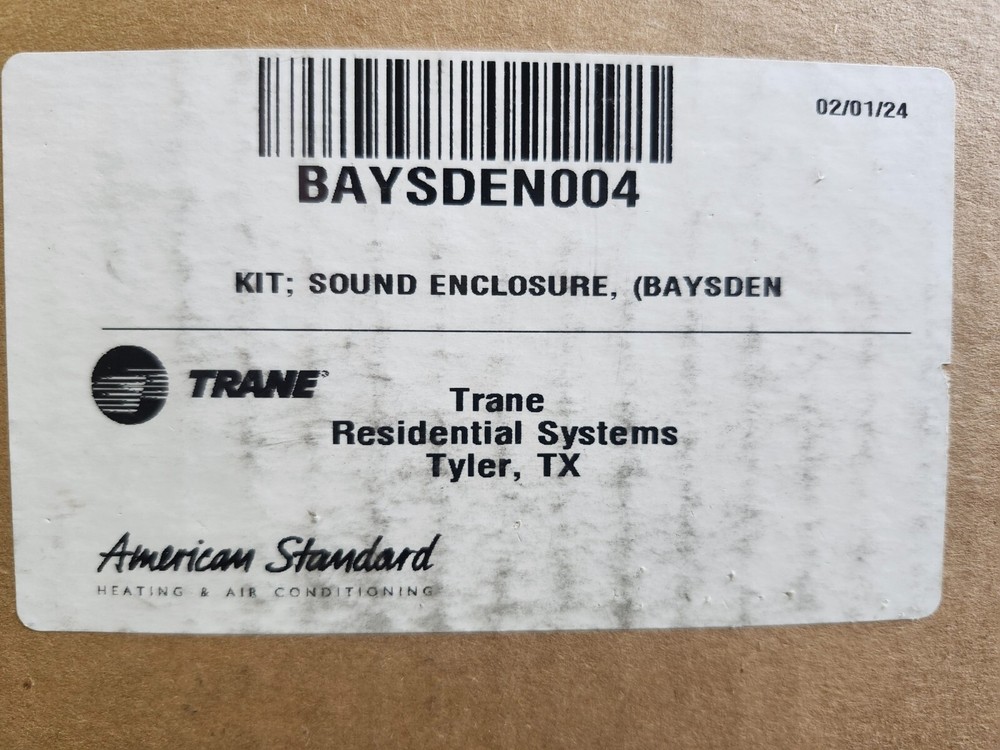 02/01/24
BAYSDEN004
KIT; SOUND ENCLOSURE, (BAYSDEN
TRANE®
Trane
Residential Systems
Tyler, TX
American Standard
HEATING & AIR CONDITIONING